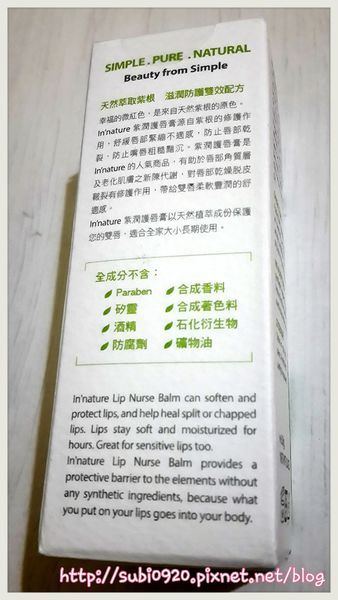 SIMPLE . PURE . NATURAL
Beauty from Simple
天然萃取紫根 滋潤防護雙效配方
幸福的微紅色，是來自天然紫根的原色。
In'nature 紫潤護唇膏源自紫根的修護作
用，舒緩唇部緊繃不適感，防止唇部乾
裂，防止嘴唇粗糙黯沉。紫潤護唇膏是
In'nature 的人氣商品，有助於唇部角質層
及老化肌膚之新陳代謝，對唇部乾燥脫皮
龜裂有修護作用，帶給雙唇柔軟豐潤的舒
適感。
In'nature 紫潤護唇膏以天然植萃成份保護
您的雙唇，適合全家大小長期使用。
全成分不含：
Paraben 合成香料
矽靈 合成著色料
酒精 石化衍生物
防腐劑 礦物油
In'nature Lip Nurse Balm can soften and
protect lips, and help heal split or chapped
lips. Lips stay soft and moisturized for
hours. Great for sensitive lips too.
In'nature Lip Nurse Balm provides a
protective barrier to the elements without
any synthetic ingredients, because what
you put on your lips goes into your body.
http://subi0920.pixnet.net/blog